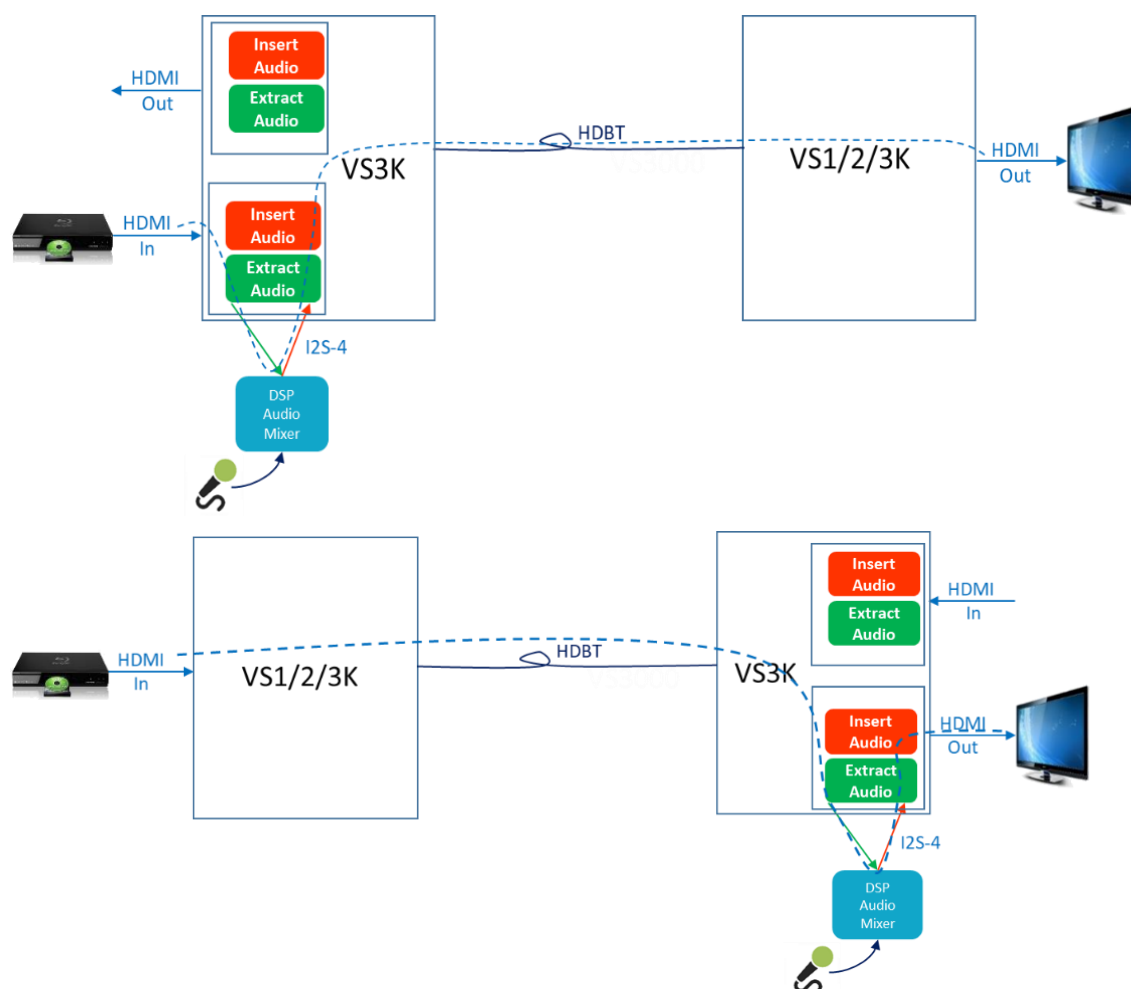 Insert
Audio
Extract
Audio
HDMI
Out
VS3K
HDBT
VS1/2/3K
HDMI
Out
HDMI
In
Insert
Audio
Extract
Audio
I2S-4
DSP
Audio
Mixer
HDMI
In
VS1/2/3K
HDBT
VS3K
Insert
Audio
Extract
Audio
HDMI
In
Insert
Audio
Extract
Audio
HDMI
Out
I2S-4
DSP
Audio
Mixer